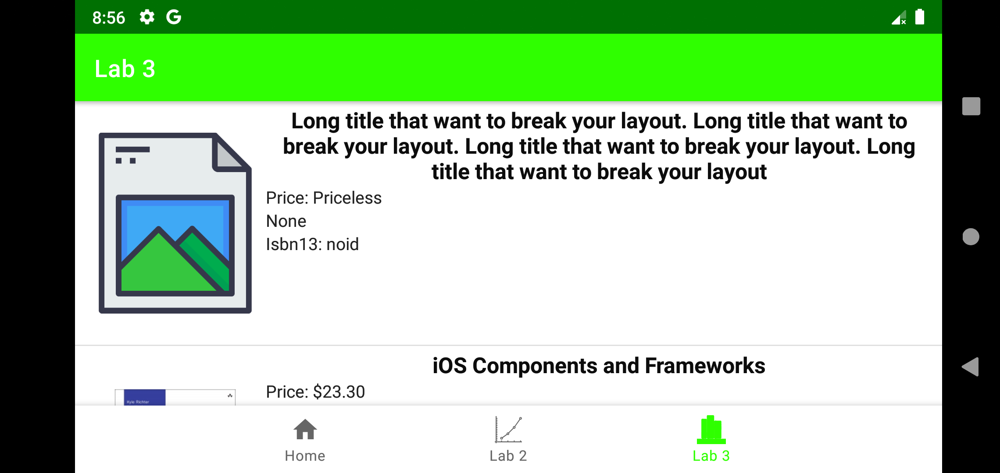 8:56
Lab 3
Long title that want to break your layout. Long title that want to
break your layout. Long title that want to break your layout. Long
title that want to break your layout
Price: Priceless
None
Isbn13: noid
iOS Components and Frameworks
Price: $23.30
Kyle Richter
Home
Lab 2
Lab 3